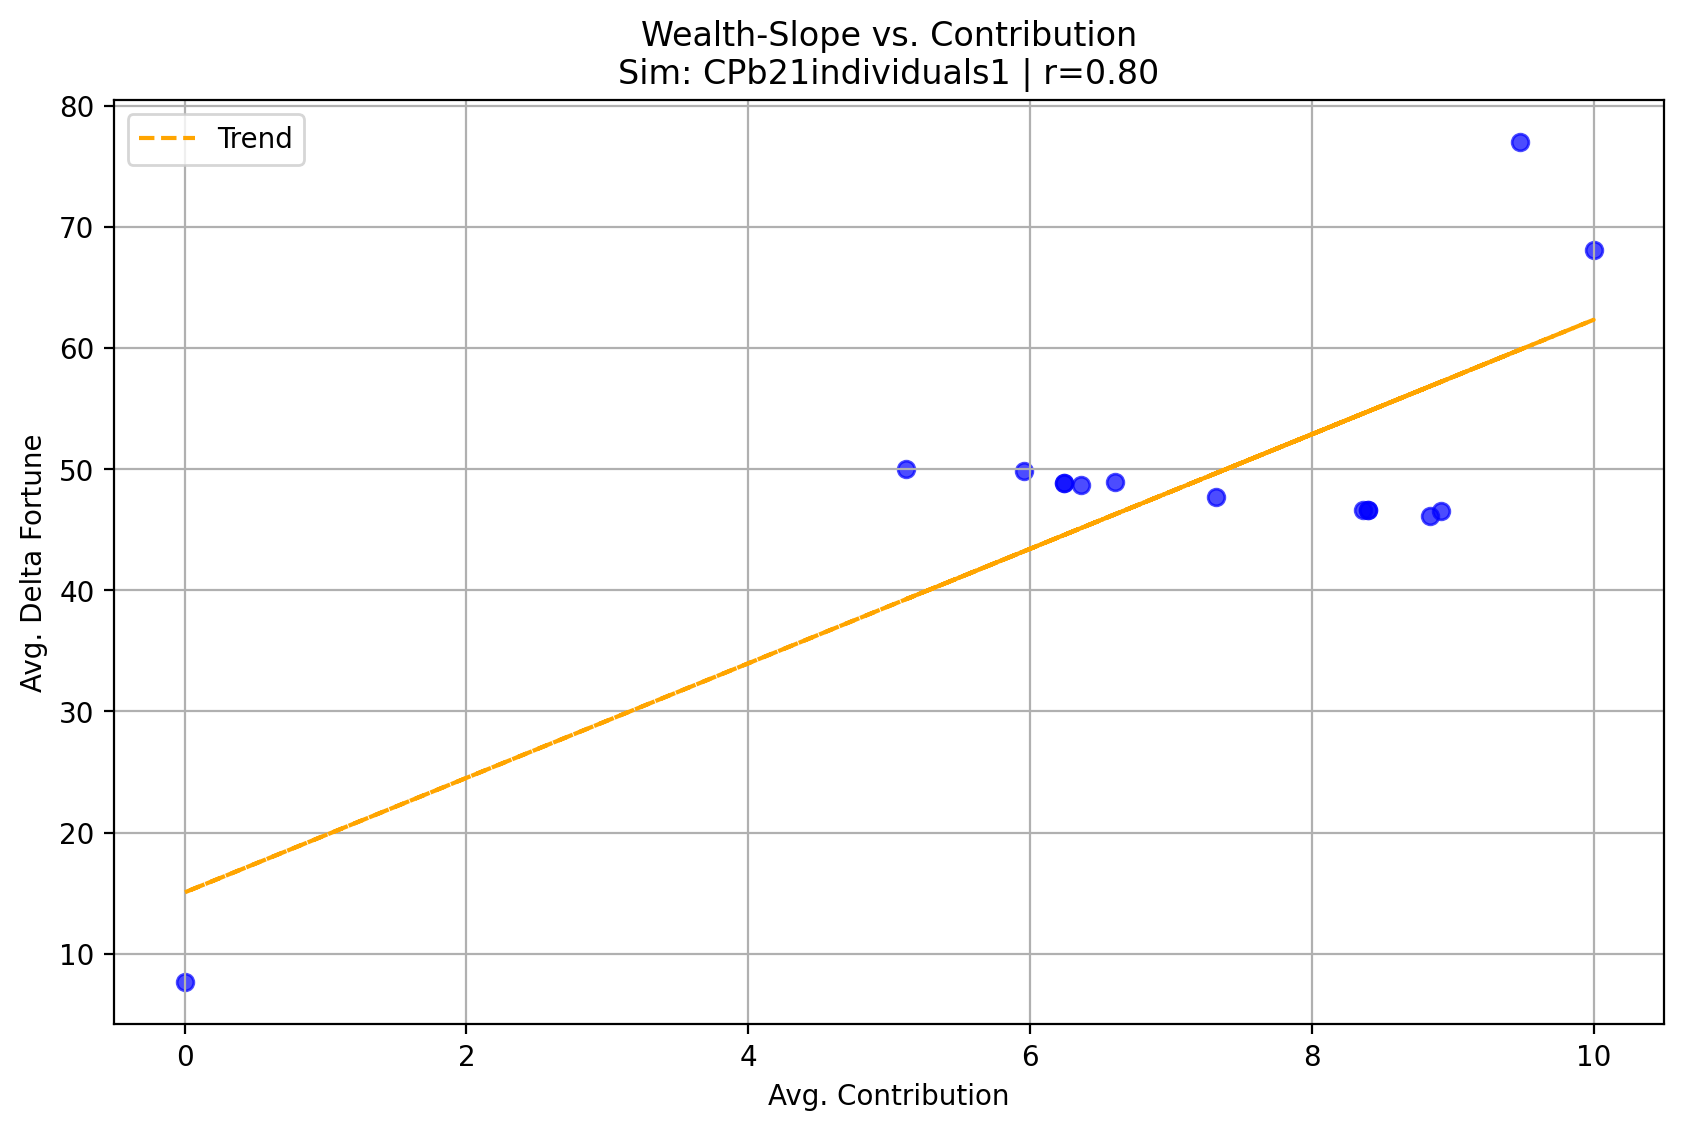 Wealth-Slope vs. Contribution
Sim: CPb21individuals1 | r=0.80
Trend
80
70
60
50
40
30
20
10
Avg. Delta Fortune
0 2 4 6 8 10
Avg. Contribution